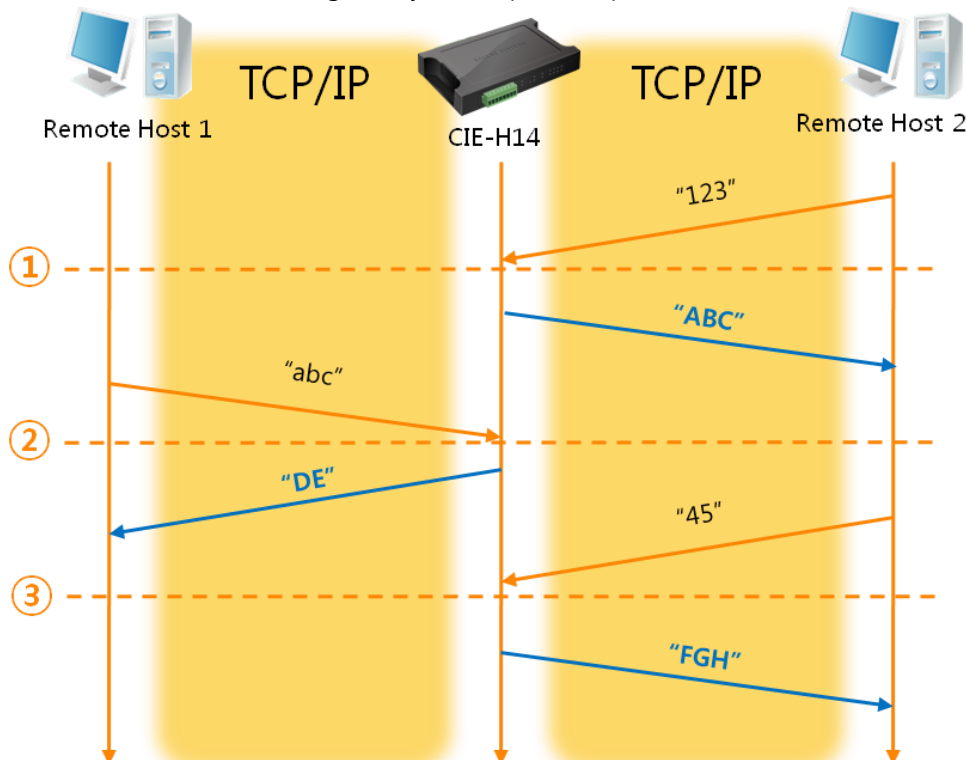 TCP/IP
TCP/IP
Remote Host 1
CIE-H14
Remote Host 2
"123"
①
"ABC"
"abc"
②
"DE"
"45"
③
"FGH"